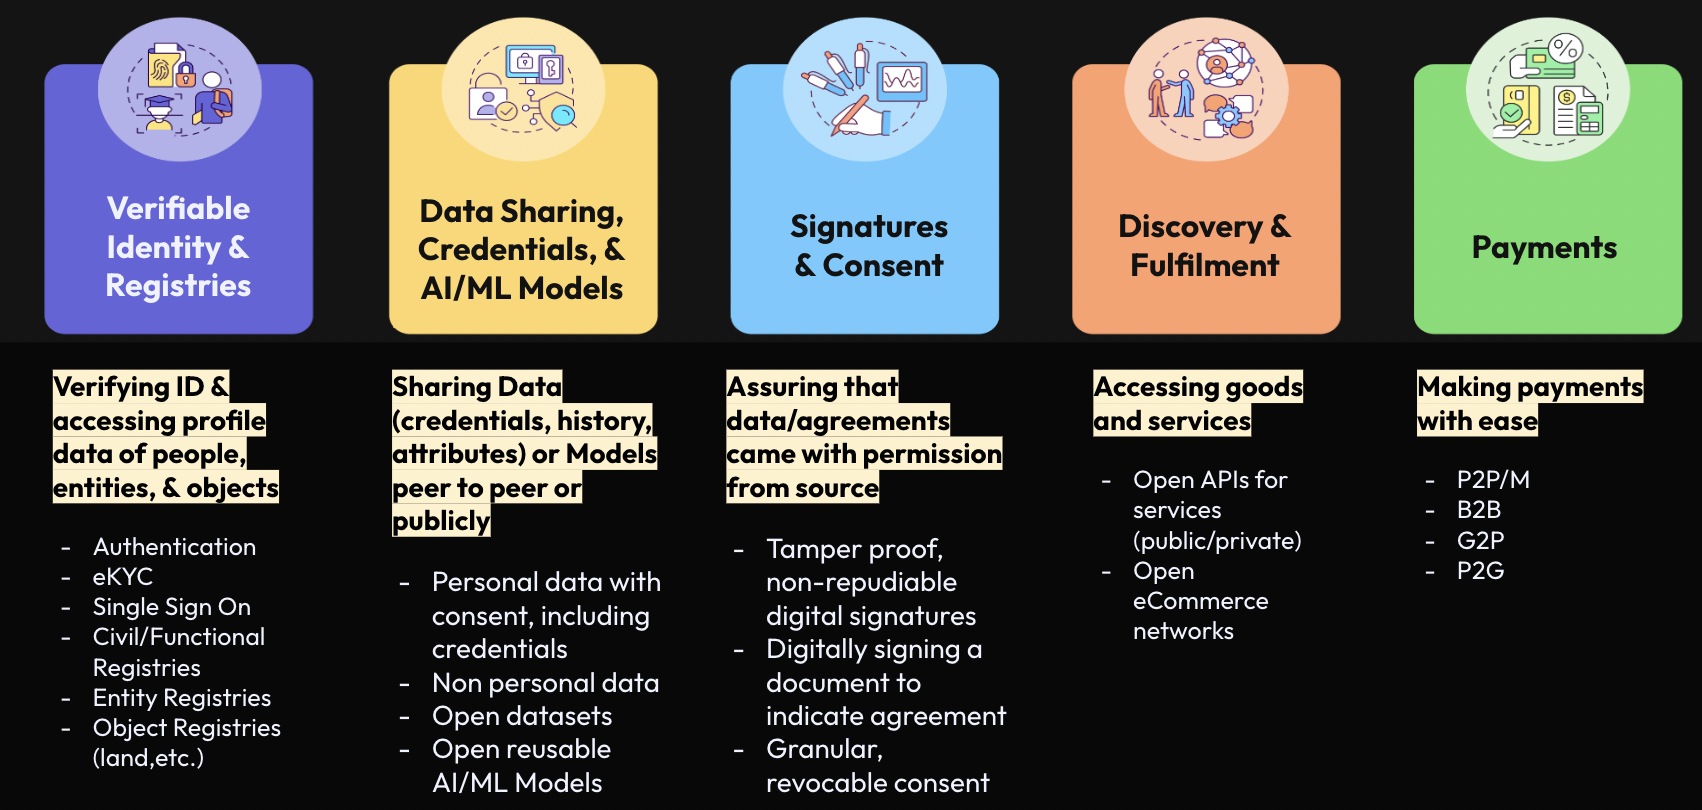 Verifiable
Identity &
Registries
Data Sharing,
Credentials, &
AI/ML Models
Signatures
& Consent
Discovery &
Fulfilment
Payments
Verifying ID &
accessing profile
data of people,
entities, & objects
- Authentication
- eKYC
- Single Sign On
- Civil/Functional
Registries
- Entity Registries
- Object Registries
(land,etc.)
Sharing Data
(credentials, history,
attributes) or Models
peer to peer or
publicly
- Personal data with
consent, including
credentials
- Non personal data
- Open datasets
- Open reusable
AI/ML Models
Assuring that
data/agreements
came with permission
from source
- Tamper proof,
non-repudiable
digital signatures
- Digitally signing a
document to
indicate agreement
- Granular,
revocable consent
Accessing goods
and services
- Open APIs for
services
(public/private)
- Open
eCommerce
networks
Making payments
with ease
- P2P/M
- B2B
- G2P
- P2G